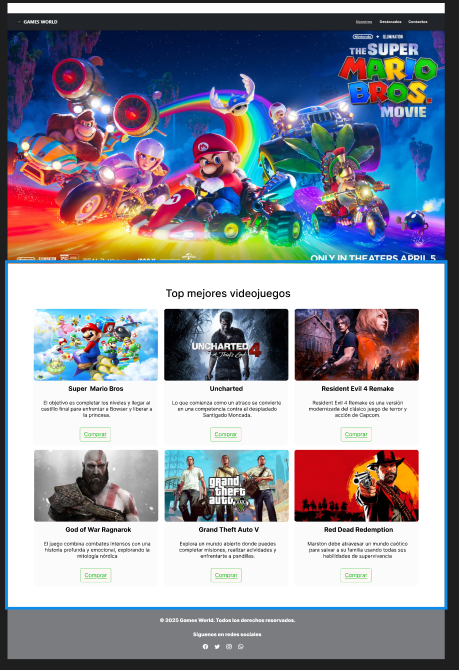 GAMES WORLD
Nosotros Destacados Contactos
Nintendo + ILLUMINATION
THE SUPER
MARIO
BROS.
MOVIE
ONLY IN THEATERS APRIL 5
Top mejores videojuegos
UNCHARTED 4
A Thief's End
Super Mario Bros
El objetivo es completar los niveles y llegar al
castillo final para enfrentar a Bowser y liberar a
la princesa.
Comprar
Uncharted
Lo que comienza como un atraco se convierte
en una competencia contra el despiadado
Santiago Moncada.
Comprar
Resident Evil 4 Remake
Resident Evil 4 Remake es una versión
modernizada del clásico juego de terror y
acción de Capcom.
Comprar
grand
theft
auto
God of War Ragnarok
El juego combina combates intensos con una
historia profunda y emocional, explorando la
mitología nórdica
Comprar
Grand Theft Auto V
Explora un mundo abierto donde puedes
completar misiones, realizar actividades y
enfrentarte a pandillas.
Comprar
Red Dead Redemption
Marston debe atravesar un mundo caótico
para salvar a su familia usando todas sus
habilidades de supervivencia
Comprar
© 2025 Games World. Todos los derechos reservados.
Síguenos en redes sociales